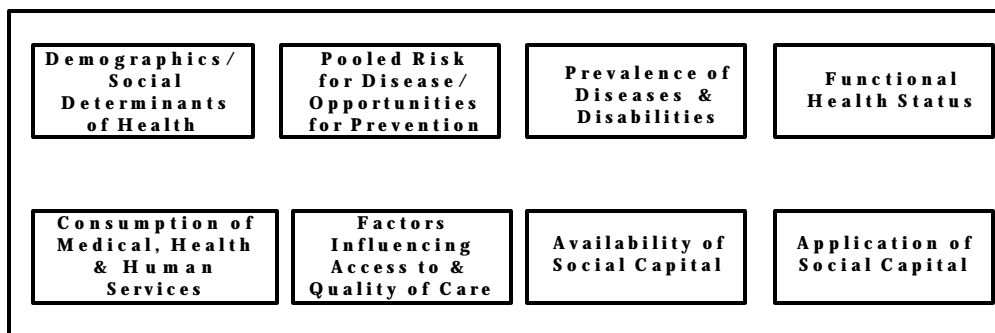 Demographics/
Social
Determinants
of Health
Pooled Risk
for Disease/
Opportunities
for Prevention
Prevalence of
Diseases &
Disabilities
Functional
Health Status
Consumption of
Medical, Health
& Human
Services
Factors
Influencing
Access to &
Quality of Care
Availability of
Social Capital
Application of
Social Capital